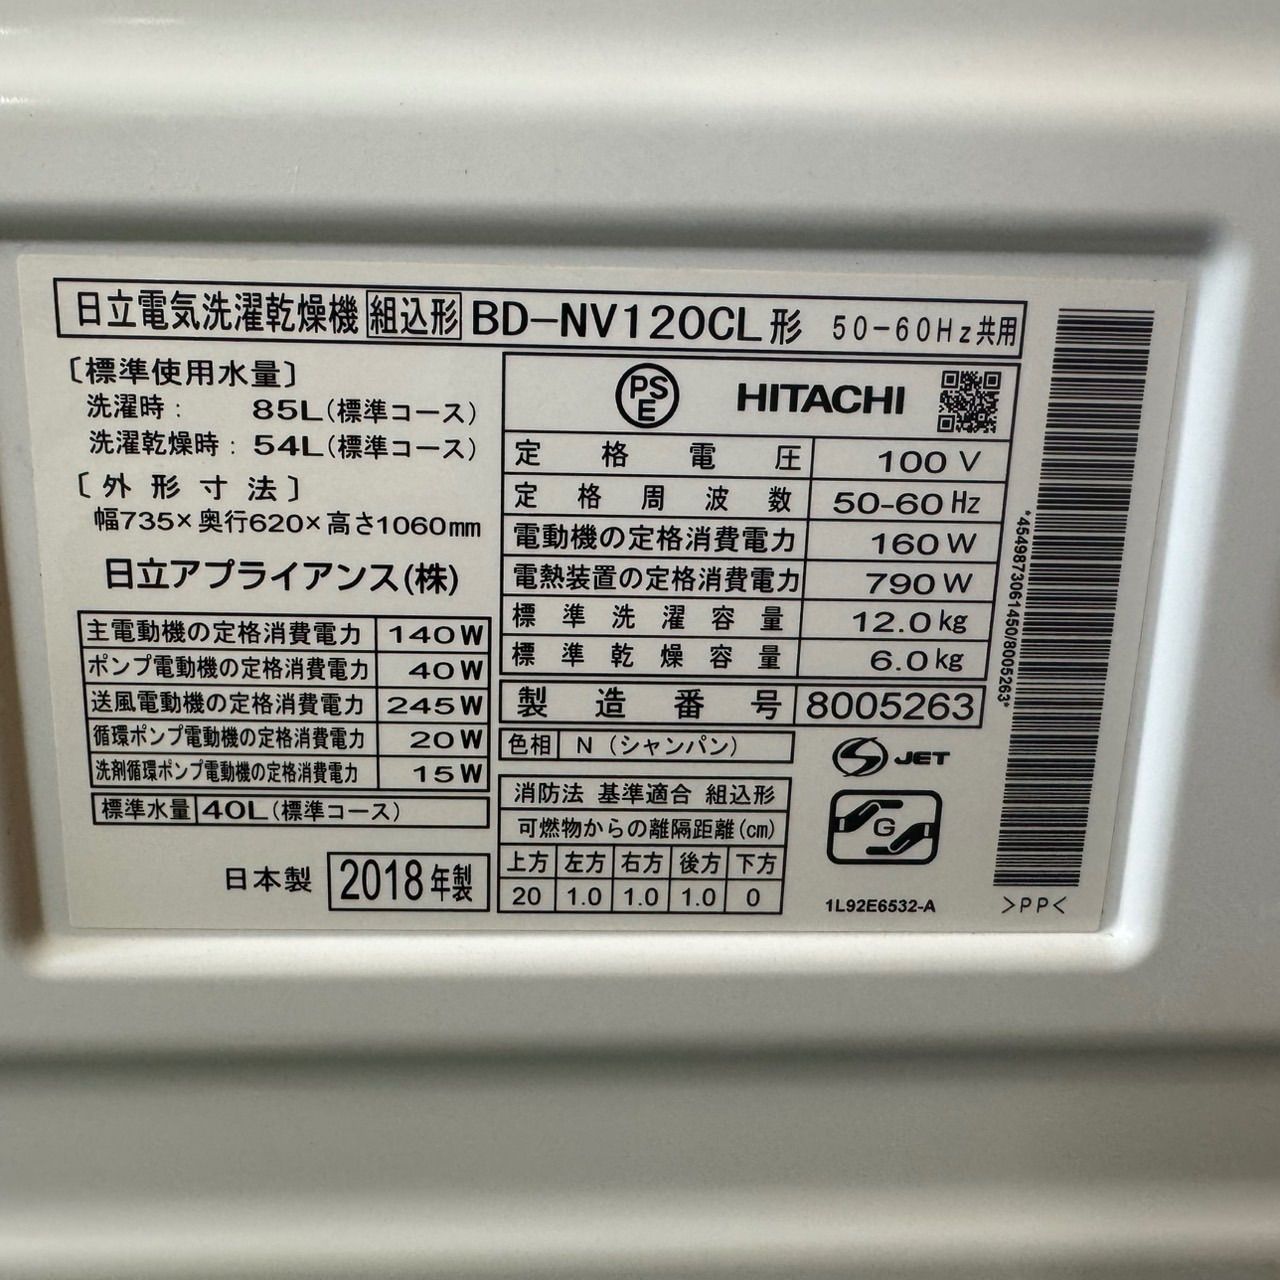 日立電気洗濯乾燥機 組込形 BD-NV120CL形 50-60Hz共用
〔標準使用水量〕
洗濯時: 85L(標準コース)
洗濯乾燥時: 54L(標準コース)
〔外形寸法〕
幅735×奥行620×高さ1060mm
日立アプライアンス(株)
主電動機の定格消費電力 140W
ポンプ電動機の定格消費電力 40W
送風電動機の定格消費電力 245W
循環ポンプ電動機の定格消費電力 20W
洗剤循環ポンプ電動機の定格消費電力 15W
標準水量 40L(標準コース)
日本製 2018年製
PSE HITACHI
定格電圧 100V
定格周波数 50-60Hz
電動機の定格消費電力 160W
電熱装置の定格消費電力 790W
標準洗濯容量 12.0kg
標準乾燥容量 6.0kg
製造番号 8005263
色相 N(シャンパン)
消防法 基準適合 組込形
可燃物からの離隔距離(cm)
上方 左方 右方 後方 下方
20 1.0 1.0 1.0 0
S JET
G
1L92E6532-A
>PP<
*4549873061450/8005263*